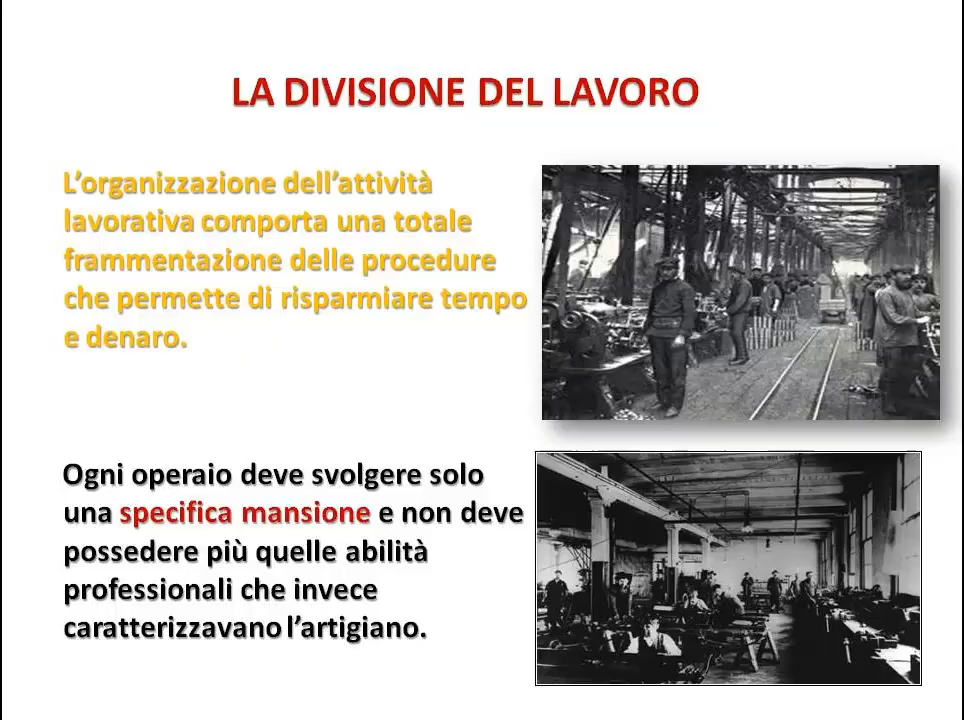 LA DIVISIONE DEL LAVORO
L'organizzazione dell'attività
lavorativa comporta una totale
frammentazione delle procedure
che permette di risparmiare tempo
e denaro.
Ogni operaio deve svolgere solo
una specifica mansione e non deve
possedere più quelle abilità
professionali che invece
caratterizzavano l'artigiano.